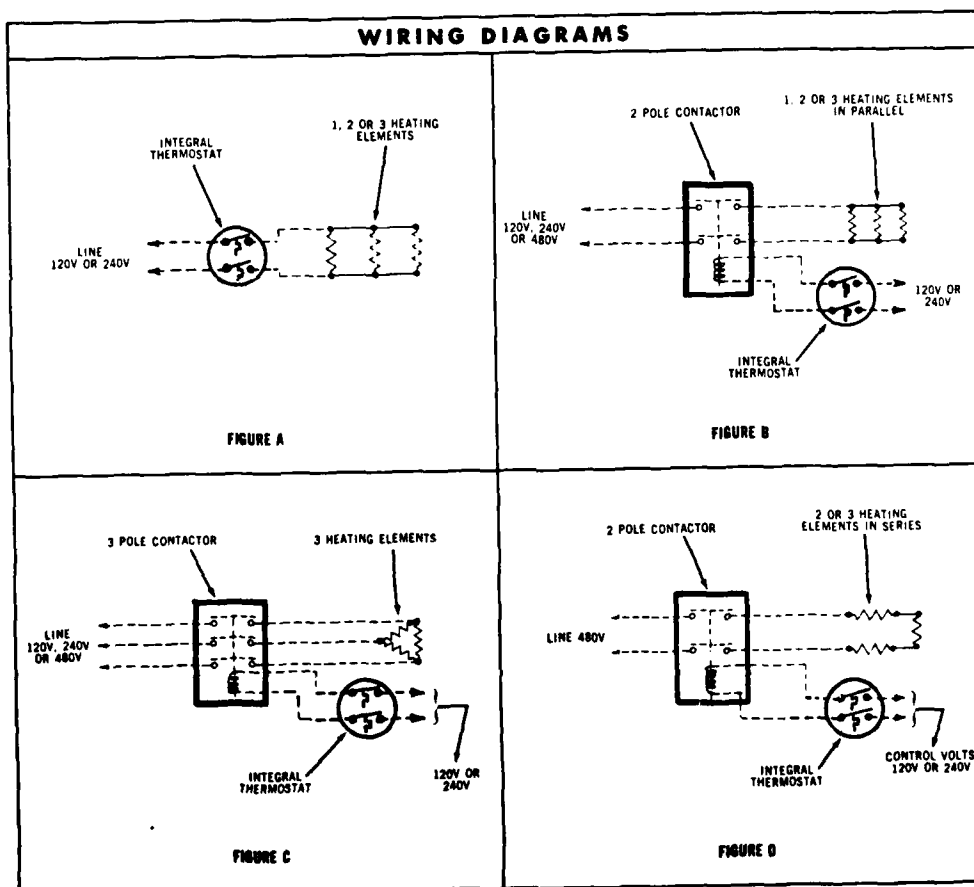 WIRING DIAGRAMS
INTEGRAL
THERMOSTAT
1, 2 OR 3 HEATING
ELEMENTS
LINE
120V OR 240V
FIGURE A
2 POLE CONTACTOR
1, 2 OR 3 HEATING ELEMENTS
IN PARALLEL
LINE
120V, 240V
OR 480V
120V OR
240V
INTEGRAL
THERMOSTAT
FIGURE B
3 POLE CONTACTOR
3 HEATING ELEMENTS
LINE
120V, 240V
OR 480V
INTEGRAL
THERMOSTAT
120V OR
240V
FIGURE C
2 POLE CONTACTOR
2 OR 3 HEATING
ELEMENTS IN SERIES
LINE 480V
INTEGRAL
THERMOSTAT
CONTROL VOLTS
120V OR 240V
FIGURE D